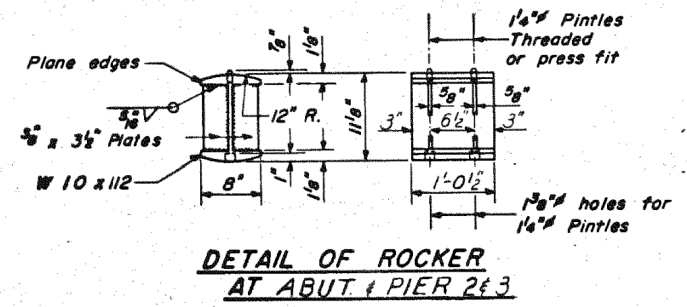 1¼"ø Pintles
Threaded
or press fit
Plane edges
⅞"
1⅛"
5/16"
12" R.
⅝" x 3½" Plates
W 10 x 112
8"
1"
1⅛"
11⅛"
⅝"
⅝"
3"
6½"
3"
1'-0½"
1⅜"ø holes for
1¼"ø Pintles
DETAIL OF ROCKER
AT ABUT. & PIER 2 & 3